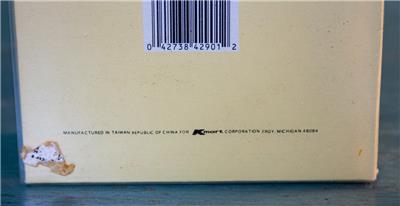 0 42738 42901 2
MANUFACTURED IN TAIWAN REPUBLIC OF CHINA FOR Kmart CORPORATION TROY, MICHIGAN 48084